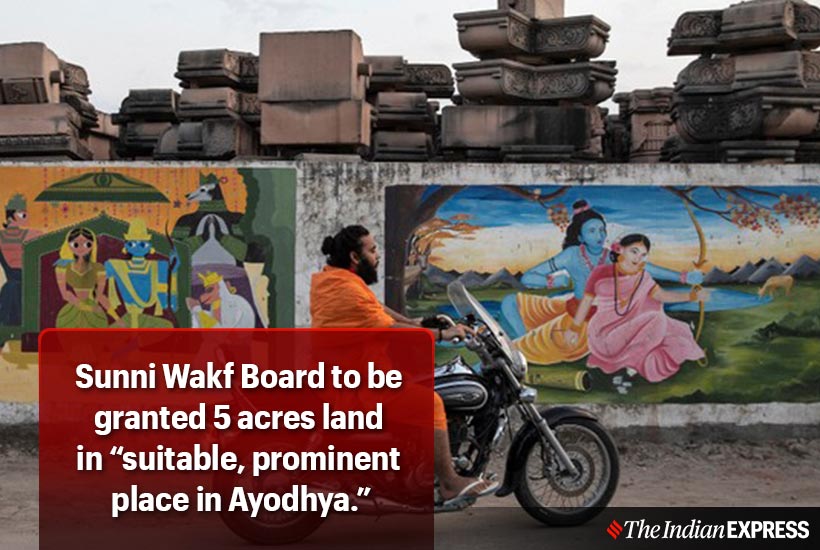 Sunni Wakf Board to be
granted 5 acres land
in “suitable, prominent
place in Ayodhya.”
The Indian EXPRESS